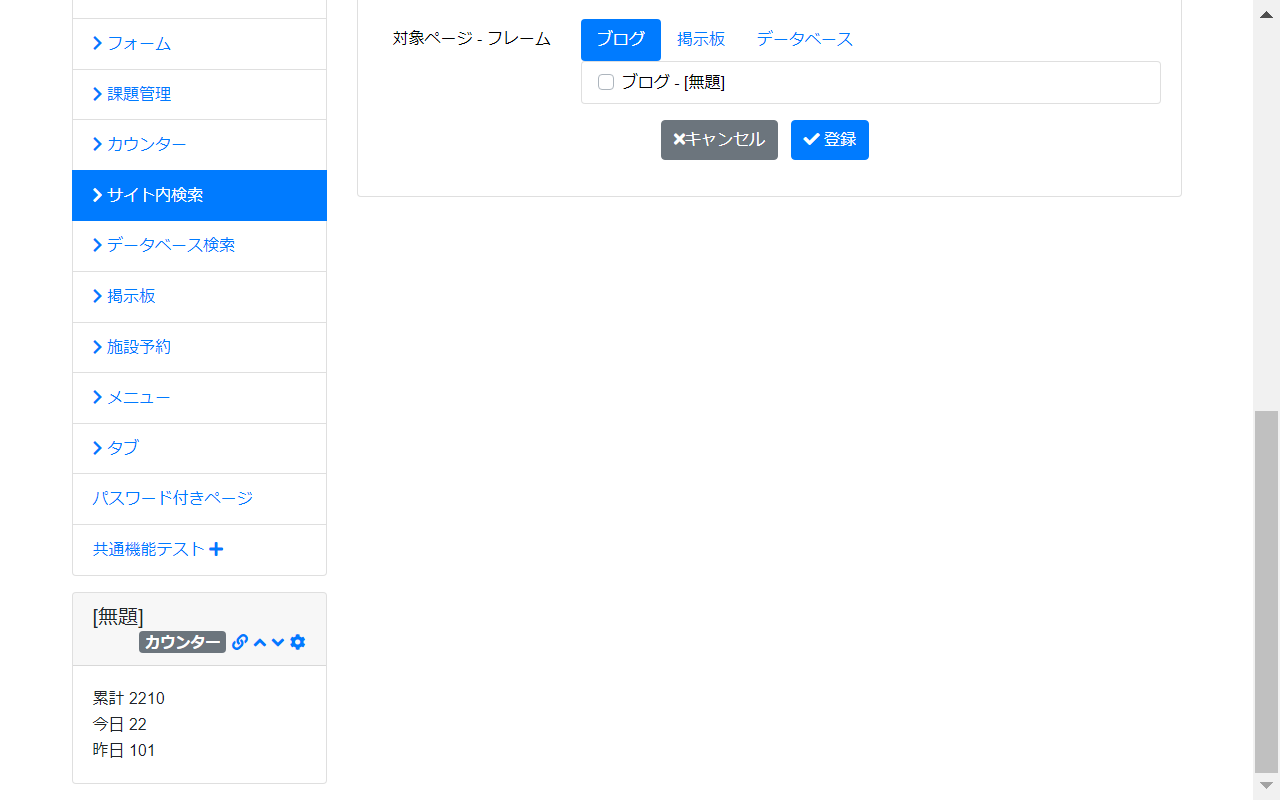 フォーム
課題管理
カウンター
サイト内検索
データベース検索
掲示板
施設予約
メニュー
タブ
パスワード付きページ
共通機能テスト
[無題]
カウンター
累計 2210
今日 22
昨日 101
対象ページ - フレーム
ブログ 掲示板 データベース
ブログ - [無題]
キャンセル 登録